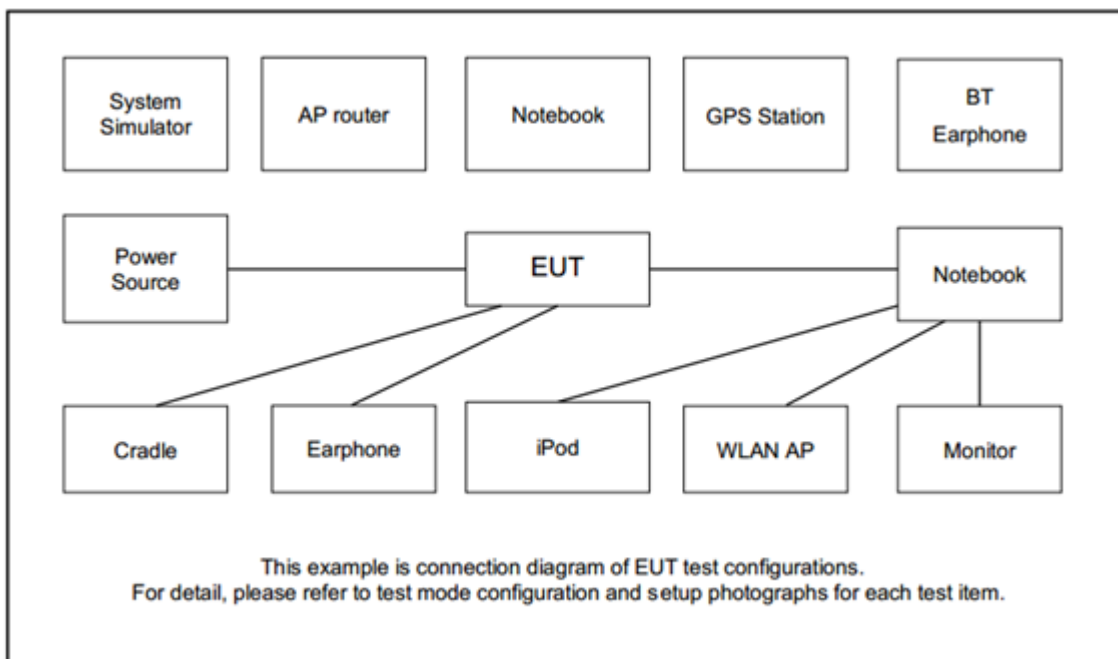 System
Simulator
AP router
Notebook
GPS Station
BT
Earphone
Power
Source
EUT
Notebook
Cradle
Earphone
iPod
WLAN AP
Monitor
This example is connection diagram of EUT test configurations.
For detail, please refer to test mode configuration and setup photographs for each test item.